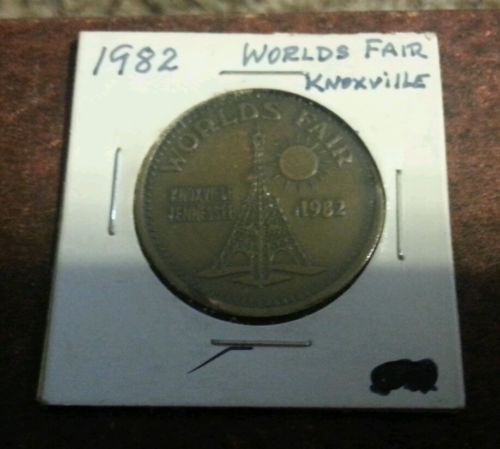 1982 WORLDS FAIR
KNOXVILLE
WORLDS FAIR
KNOXVILLE
TENNESSEE 1982